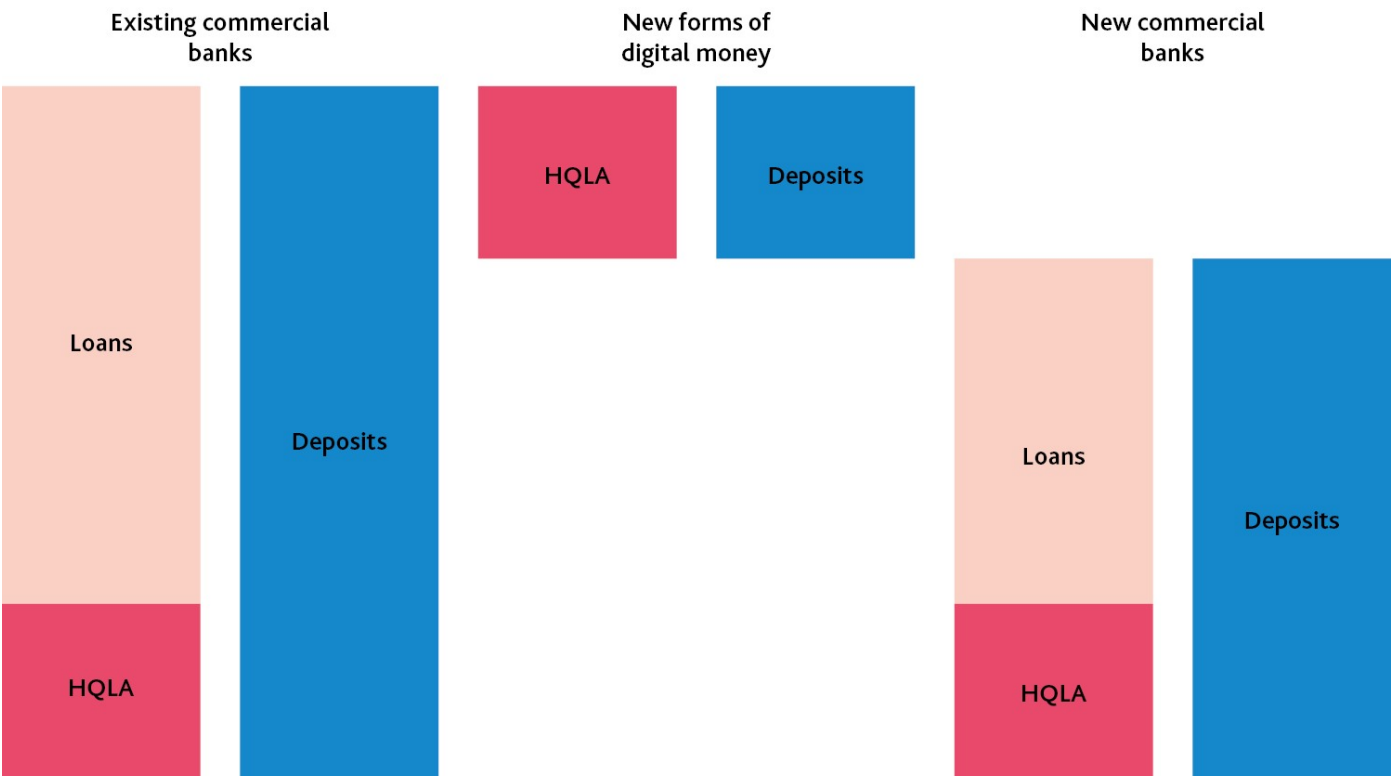 Existing commercial
banks
New forms of
digital money
New commercial
banks
HQLA
Deposits
Loans
Deposits
Loans
Deposits
HQLA
HQLA